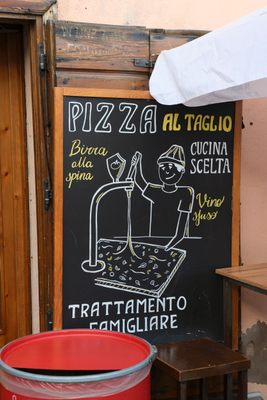 PIZZA AL TAGLIO
Birra
alla
spina
CUCINA
SCELTA
Vino
sfuso
TRATTAMENTO
FAMIGLIARE